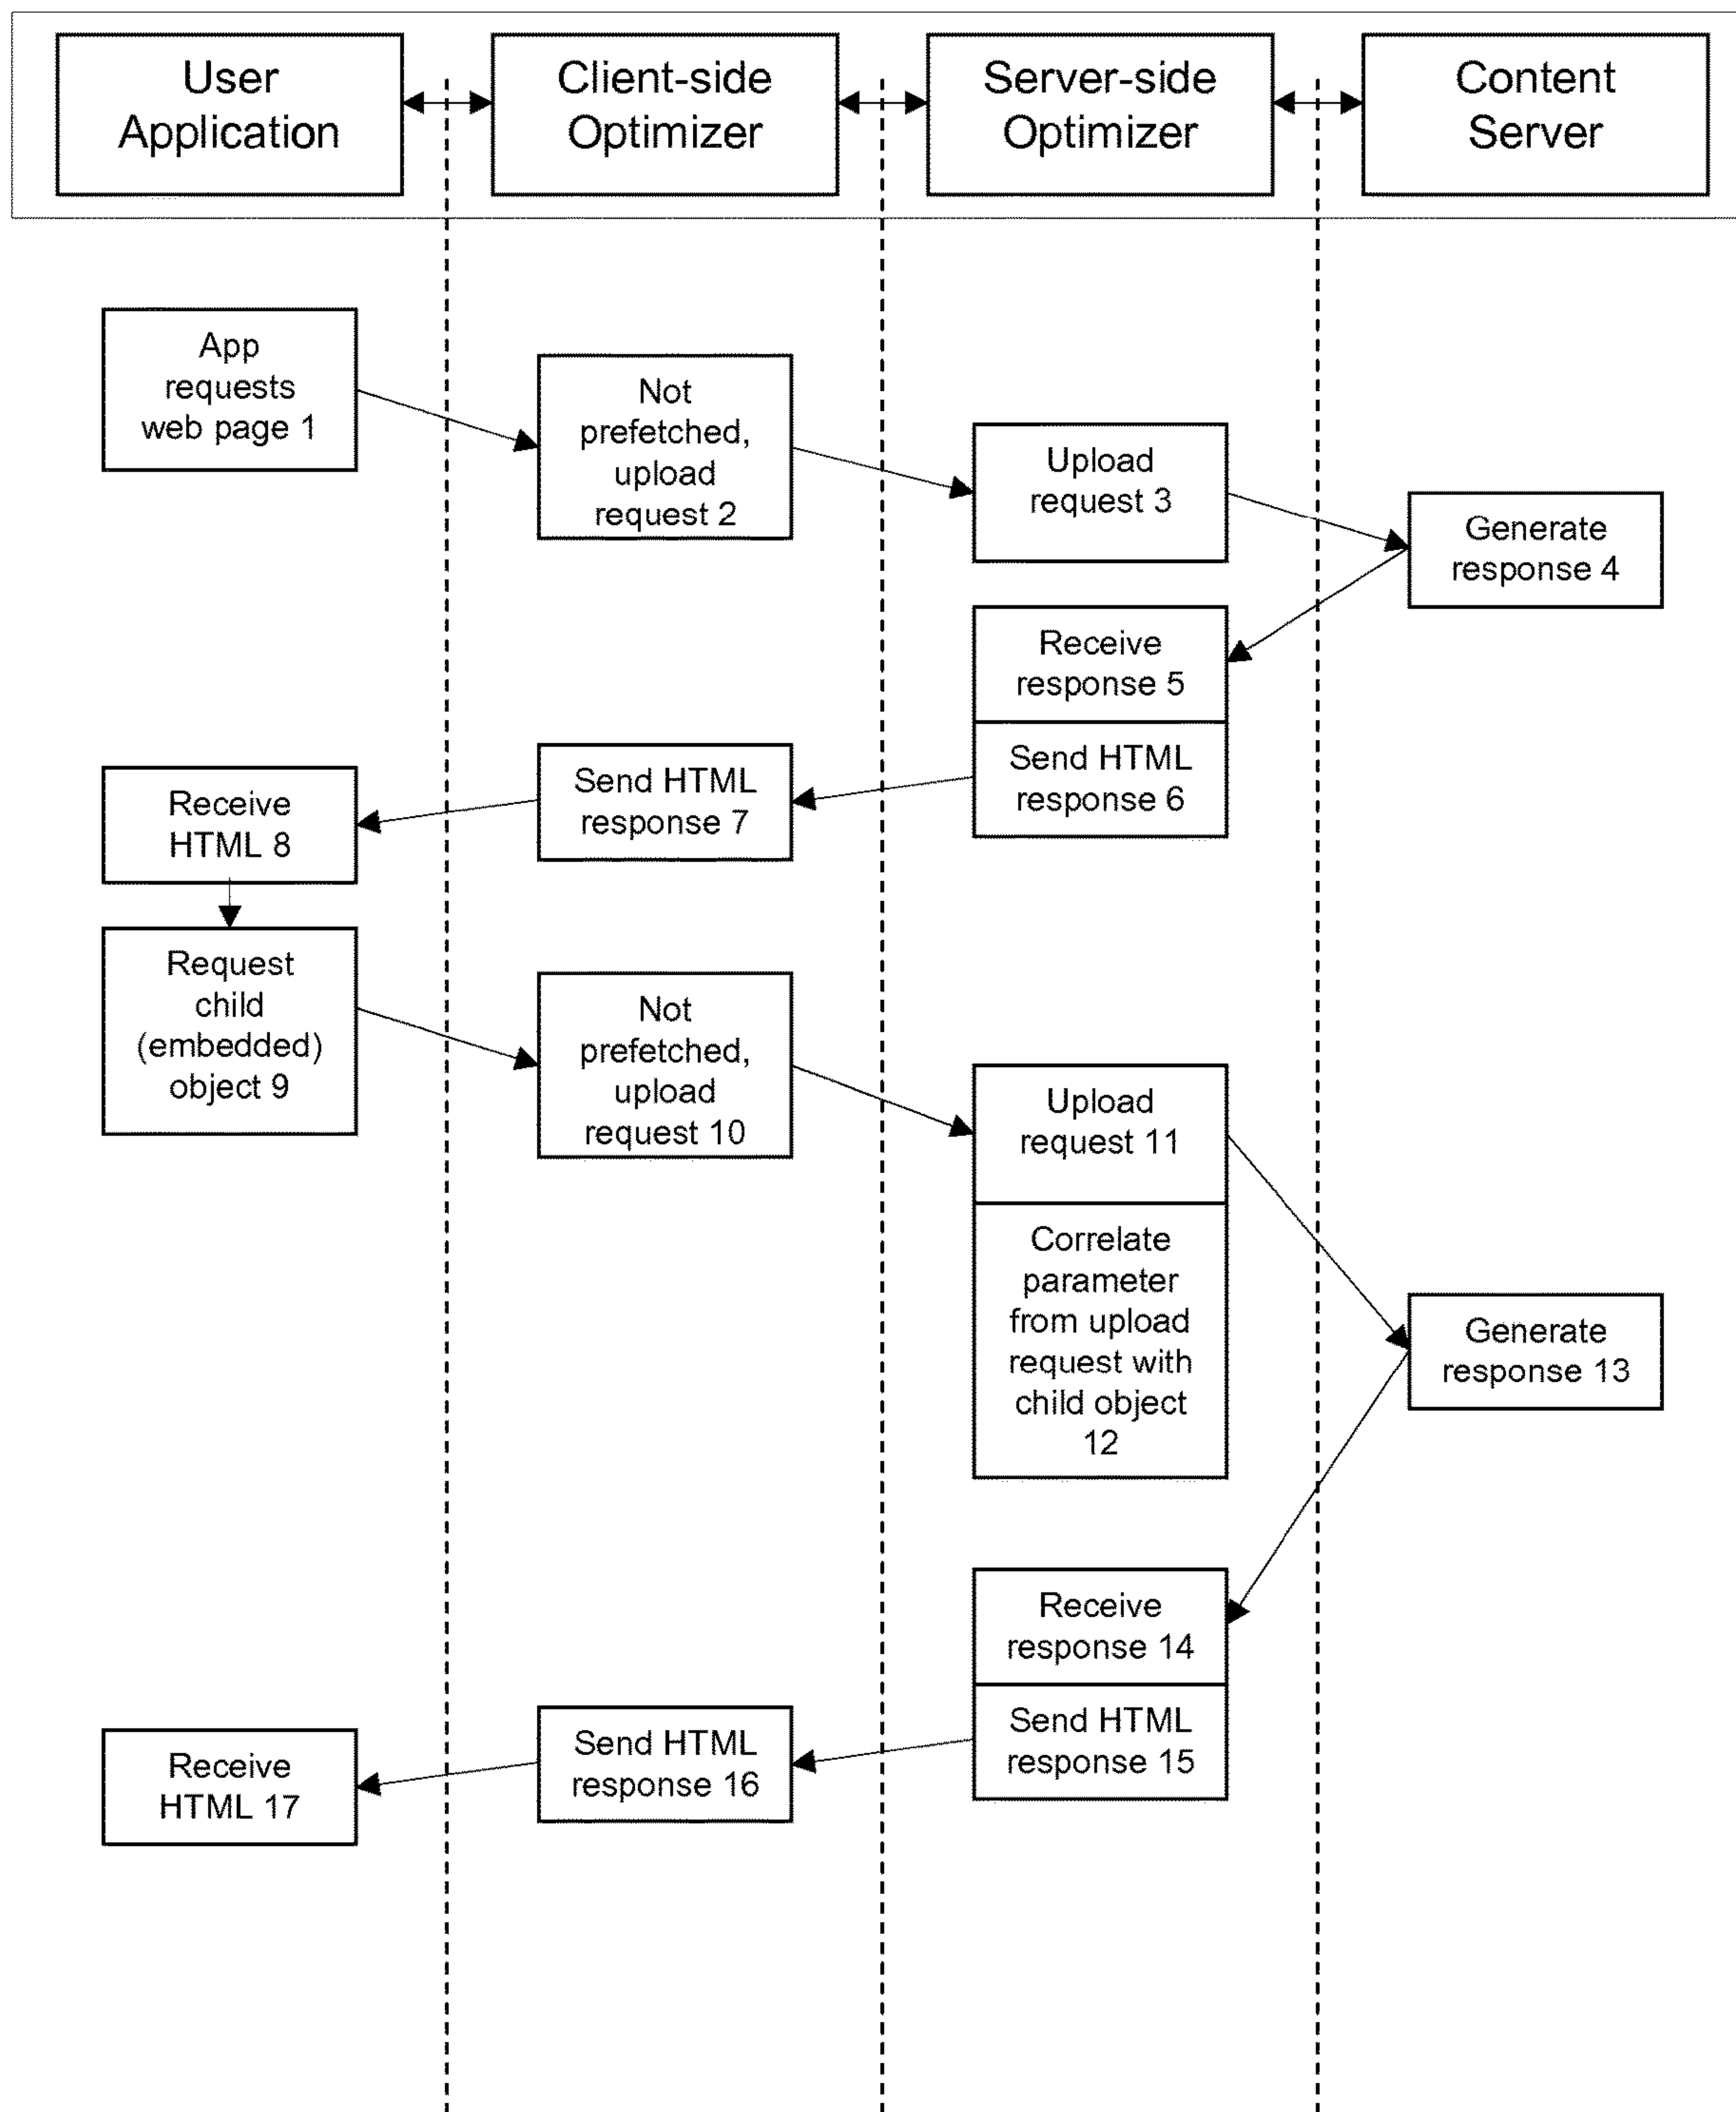 User
Application
Client-side
Optimizer
Server-side
Optimizer
Content
Server
App
requests
web page 1
Not
prefetched,
upload
request 2
Upload
request 3
Generate
response 4
Receive
response 5
Send HTML
response 6
Send HTML
response 7
Receive
HTML 8
Request
child
(embedded)
object 9
Not
prefetched,
upload
request 10
Upload
request 11
Correlate
parameter
from upload
request with
child object
12
Generate
response 13
Receive
response 14
Send HTML
response 15
Send HTML
response 16
Receive
HTML 17